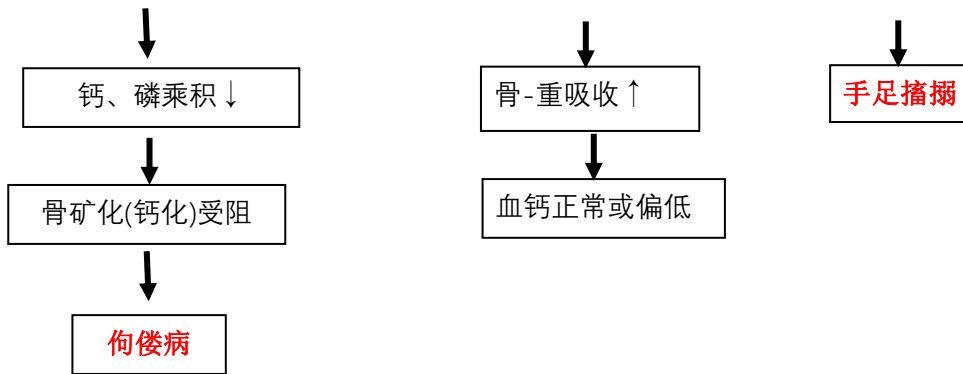 钙、磷乘积↓
骨-重吸收↑
手足搐搦
骨矿化(钙化)受阻
血钙正常或偏低
佝偻病